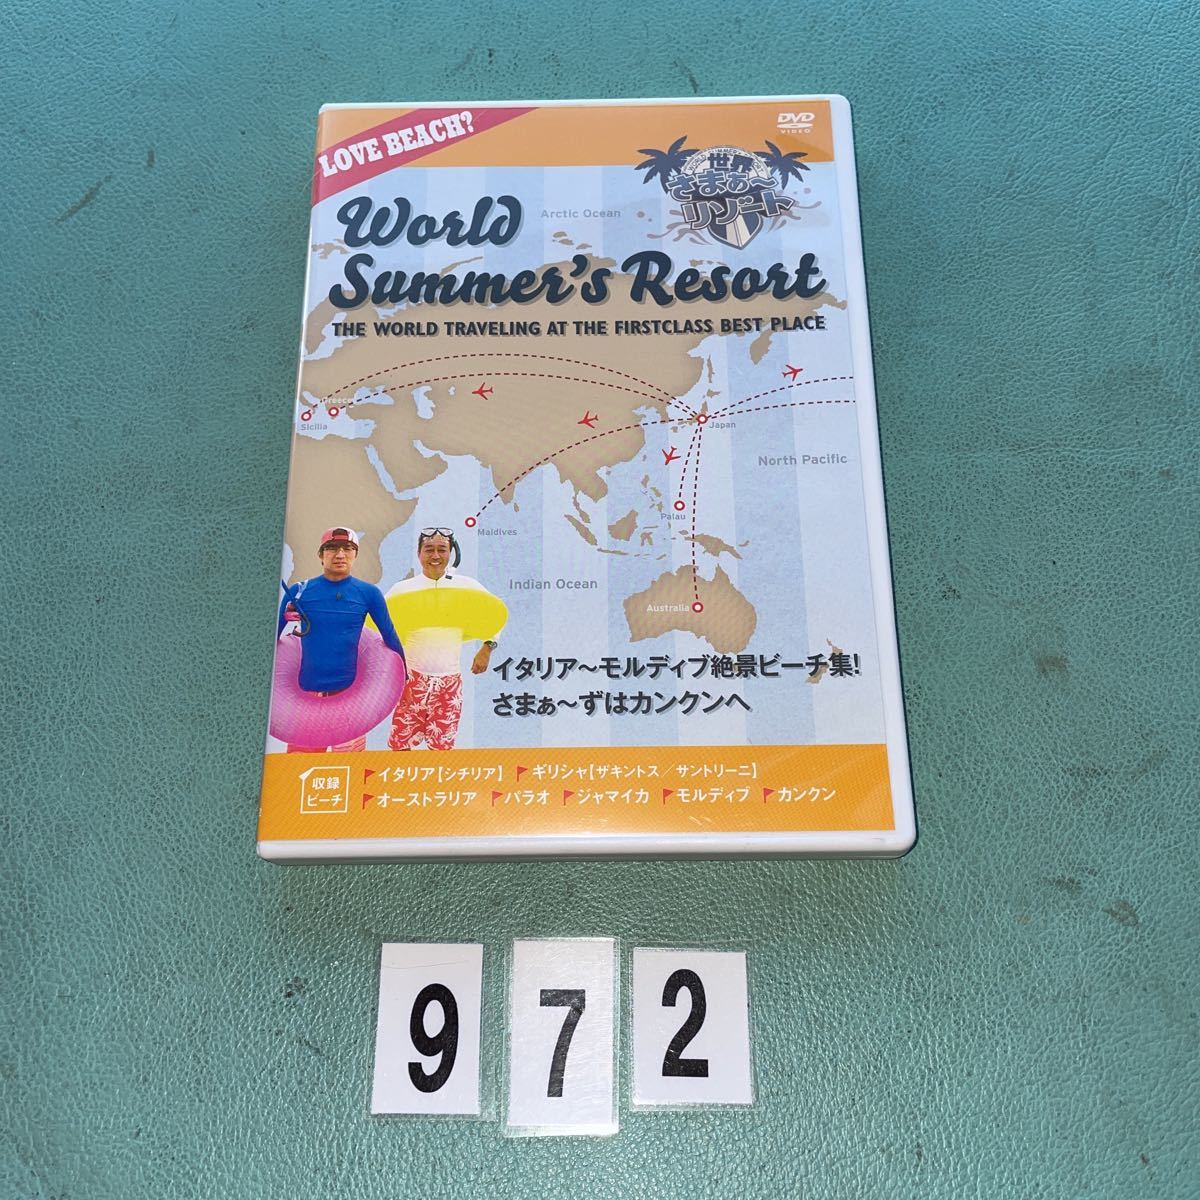 LOVE BEACH?
DVD
VIDEO
世界
さまぁ〜
リゾート
World
Summer's Resort
THE WORLD TRAVELING AT THE FIRSTCLASS BEST PLACE
Arctic Ocean
Greece
Sicilia
Japan
North Pacific
Palau
Maldives
Indian Ocean
Australia
イタリア〜モルディブ絶景ビーチ集!
さまぁ〜ずはカンクンへ
収録
ビーチ
イタリア【シチリア】 ギリシャ【ザキントス/サントリーニ】
オーストラリア パラオ ジャマイカ モルディブ カンクン
9 7 2